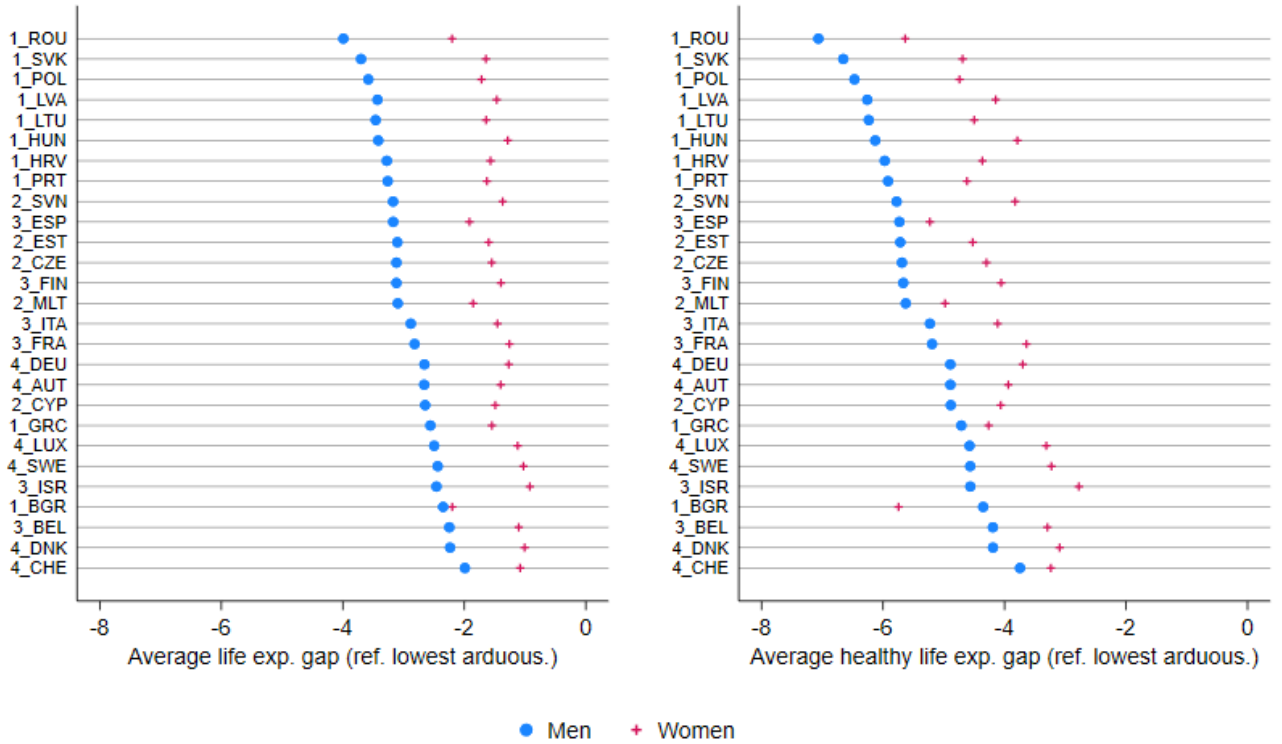 1_ROU
1_SVK
1_POL
1_LVA
1_LTU
1_HUN
1_HRV
1_PRT
2_SVN
3_ESP
2_EST
2_CZE
3_FIN
2_MLT
3_ITA
3_FRA
4_DEU
4_AUT
2_CYP
1_GRC
4_LUX
4_SWE
3_ISR
1_BGR
3_BEL
4_DNK
4_CHE
-8 -6 -4 -2 0
Average life exp. gap (ref. lowest arduous.)
1_ROU
1_SVK
1_POL
1_LVA
1_LTU
1_HUN
1_HRV
1_PRT
2_SVN
3_ESP
2_EST
2_CZE
3_FIN
2_MLT
3_ITA
3_FRA
4_DEU
4_AUT
2_CYP
1_GRC
4_LUX
4_SWE
3_ISR
1_BGR
3_BEL
4_DNK
4_CHE
-8 -6 -4 -2 0
Average healthy life exp. gap (ref. lowest arduous.)
Men Women